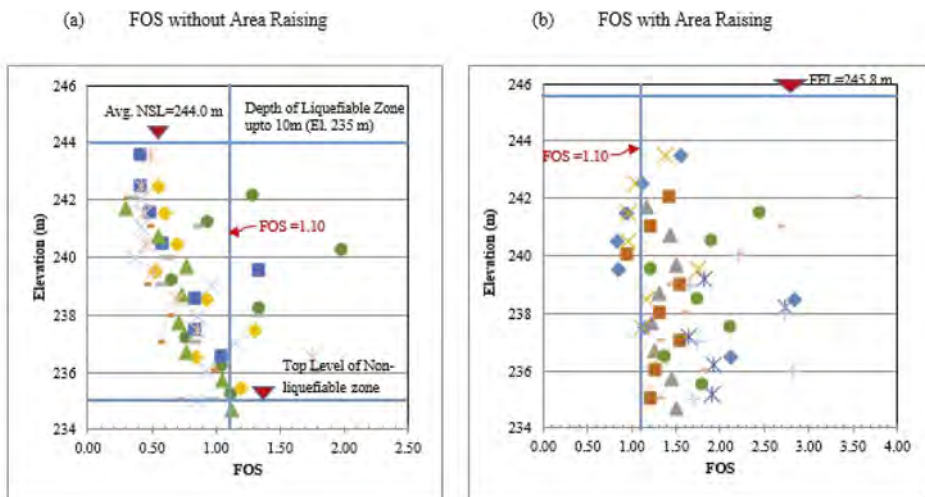 (a) FOS without Area Raising
(b) FOS with Area Raising
246
244
242
240
238
236
234
Elevation (m)
Avg. NSL=244.0 m
Depth of Liquefiable Zone
upto 10m (El. 235 m)
FOS =1.10
Top Level of Non-
liquefiable zone
0.00 0.50 1.00 1.50 2.00 2.50
FOS
246
244
242
240
238
236
234
Elevation (m)
FFL=245.8 m
FOS =1.10
0.00 0.50 1.00 1.50 2.00 2.50 3.00 3.50 4.00
FOS